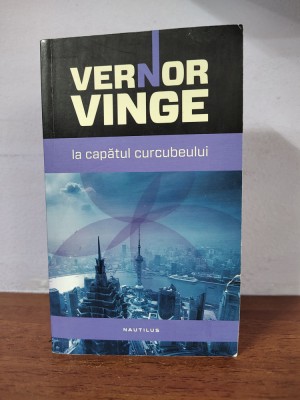 VERNOR
VINGE
la capătul curcubeului
NAUTILUS